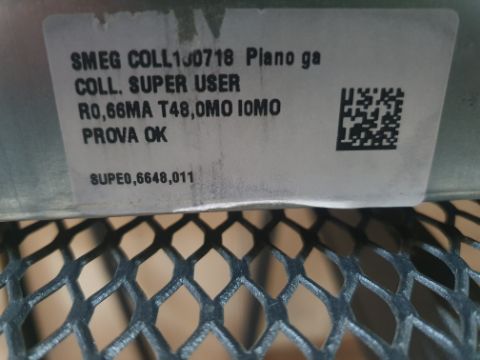 SMEG COLL100718 Piano ga
COLL. SUPER USER
R0,66MA T48,0MO I0MO
PROVA OK
SUPE0,6648,011